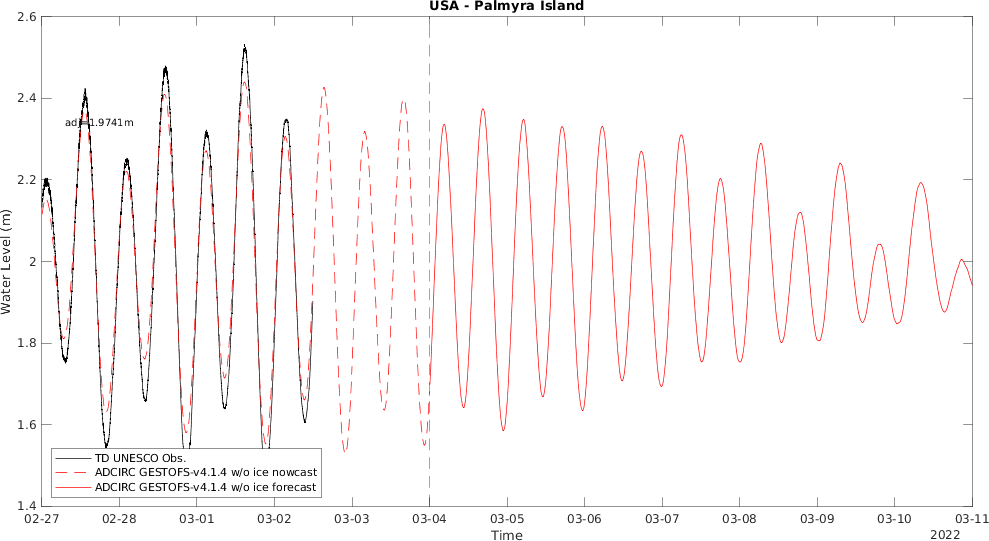 USA - Palmyra Island
2.6
2.4
2.2
2
1.8
1.6
1.4
Water Level (m)
adj=1.9741m
TD UNESCO Obs.
ADCIRC GESTOFS-v4.1.4 w/o ice nowcast
ADCIRC GESTOFS-v4.1.4 w/o ice forecast
02-27 02-28 03-01 03-02 03-03 03-04 03-05 03-06 03-07 03-08 03-09 03-10 03-11
Time
2022